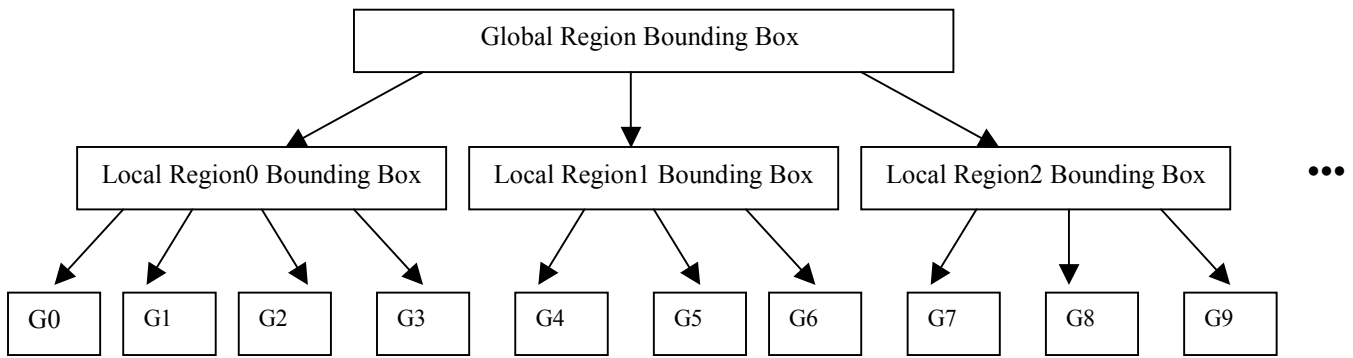 Global Region Bounding Box
Local Region0 Bounding Box Local Region1 Bounding Box Local Region2 Bounding Box •••
G0 G1 G2 G3 G4 G5 G6 G7 G8 G9